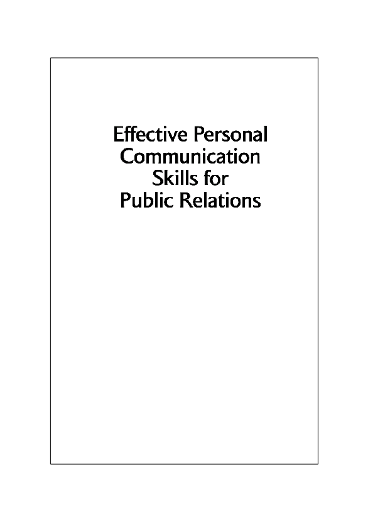 Effective Personal
Communication
Skills for
Public Relations